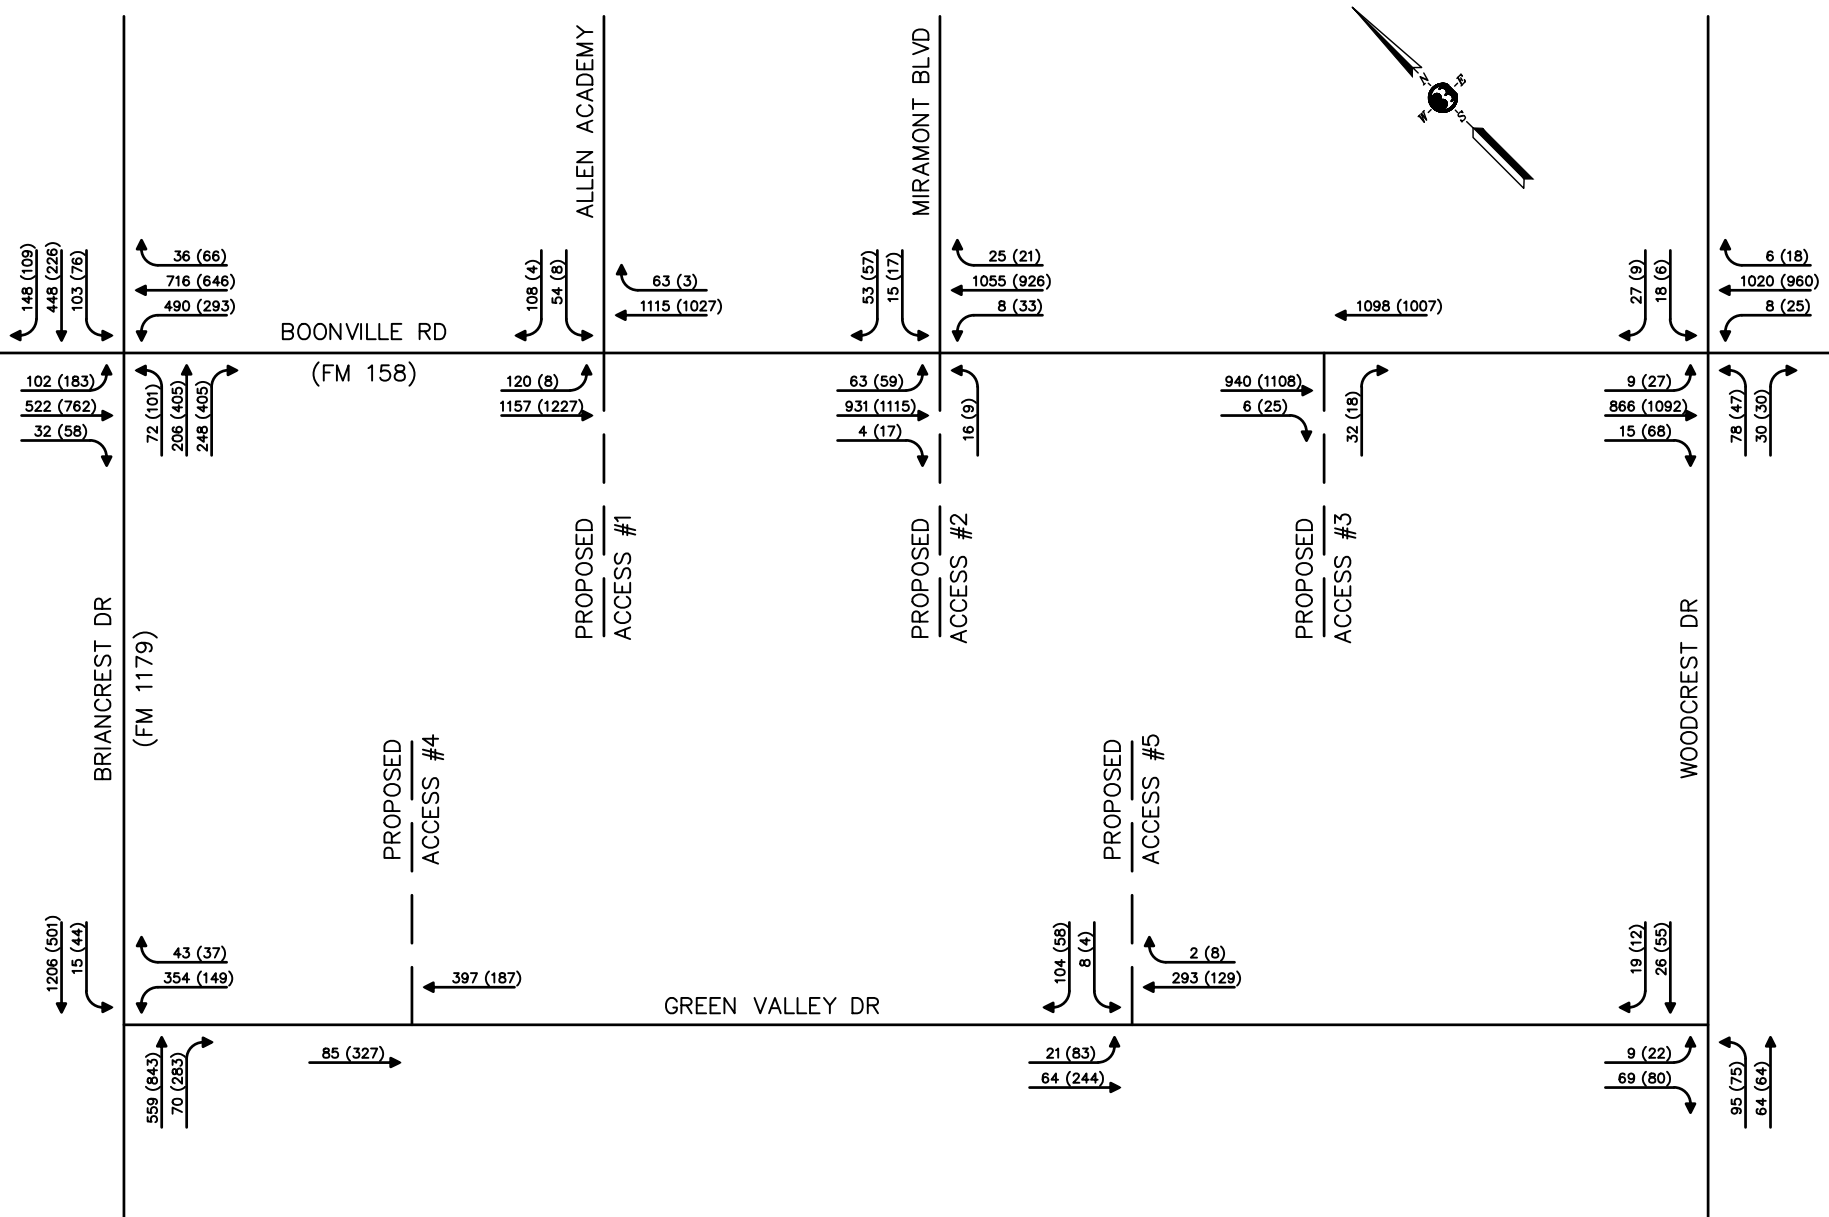 ALLEN ACADEMY
MIRAMONT BLVD
N
E
W
S
148 (109)
448 (226)
103 (76)
36 (66)
716 (646)
490 (293)
108 (4)
54 (8)
63 (3)
1115 (1027)
53 (57)
15 (17)
25 (21)
1055 (926)
8 (33)
1098 (1007)
27 (9)
18 (6)
6 (18)
1020 (960)
8 (25)
BOONVILLE RD
(FM 158)
102 (183)
522 (762)
32 (58)
72 (101)
206 (405)
248 (405)
120 (8)
1157 (1227)
63 (59)
931 (1115)
4 (17)
16 (9)
940 (1108)
6 (25)
32 (18)
9 (27)
866 (1092)
15 (68)
78 (47)
30 (30)
PROPOSED
ACCESS #1
PROPOSED
ACCESS #2
PROPOSED
ACCESS #3
BRIANCREST DR
(FM 1179)
WOODCREST DR
PROPOSED
ACCESS #4
PROPOSED
ACCESS #5
1206 (501)
15 (44)
43 (37)
354 (149)
397 (187)
104 (58)
8 (4)
2 (8)
293 (129)
19 (12)
26 (55)
GREEN VALLEY DR
559 (843)
70 (283)
85 (327)
21 (83)
64 (244)
9 (22)
69 (80)
95 (75)
64 (64)